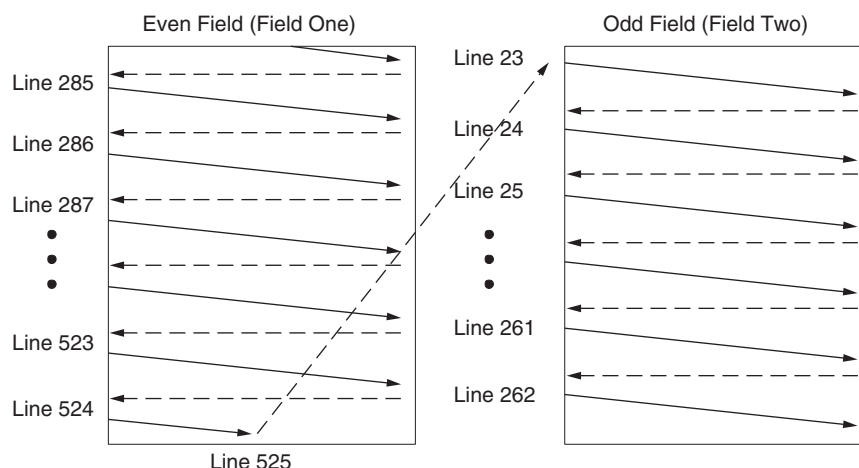 Even Field (Field One)
Line 285
Line 286
Line 287
Line 523
Line 524
Line 525
Odd Field (Field Two)
Line 23
Line 24
Line 25
Line 261
Line 262